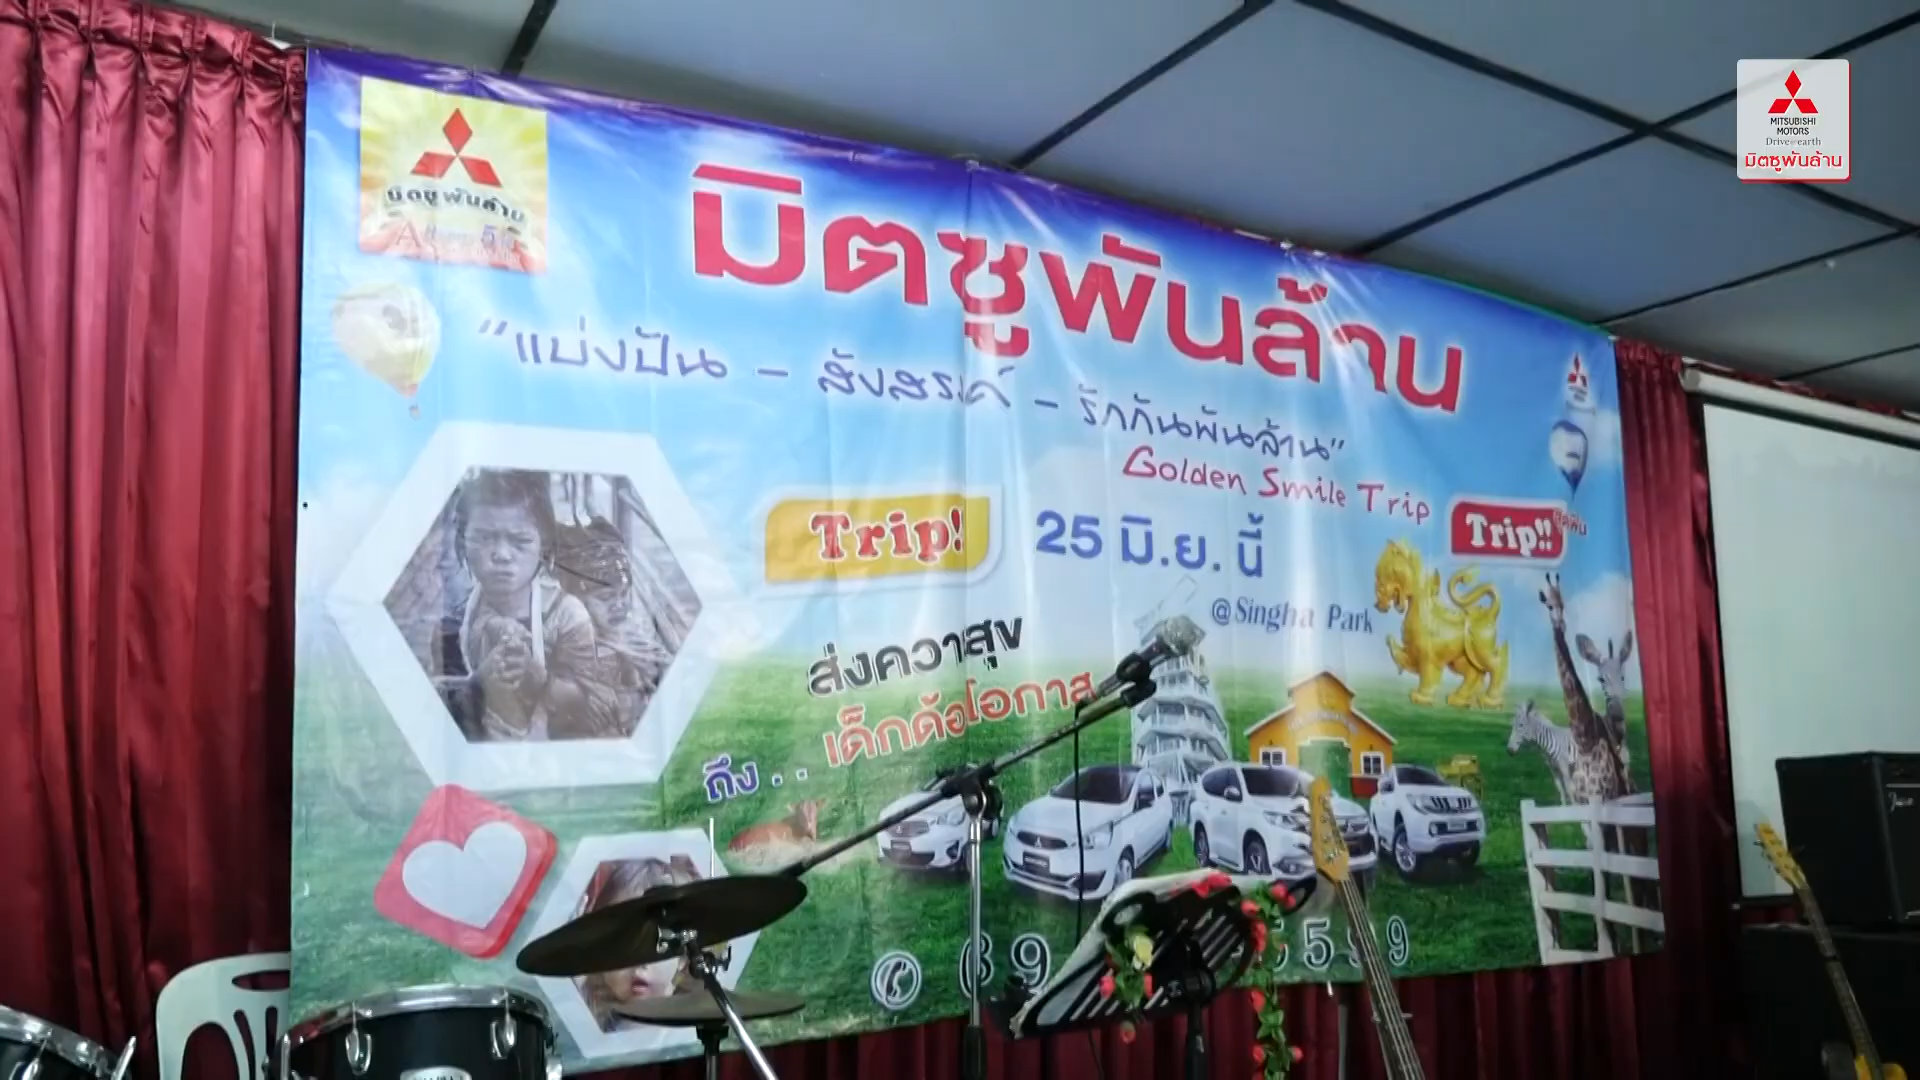 MITSUBISHI
MOTORS
Drive@earth
มิตซูพันล้าน
มิตซูพันล้าน
มิตซูพันล้าน
"แบ่งปัน - สังสรรค์ - รักกันพันล้าน"
Golden Smile Trip
Trip!
25 มิ.ย. นี้
Trip!!
@Singha Park
ส่งความสุข
ถึง . . เด็กด้อยโอกาส